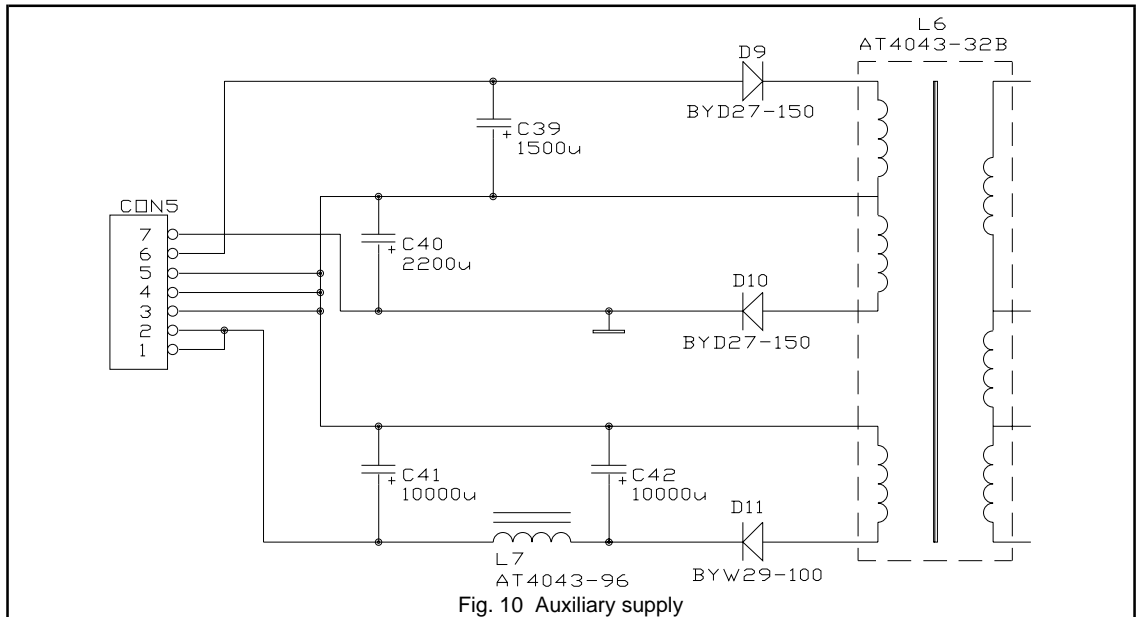 L6
AT4043-32B
D9
BYD27-150
+ C39
1500u
CON5
7
6
5
4
3
2
1
+ C40
2200u
D10
BYD27-150
+ C41
10000u
+ C42
10000u
D11
BYW29-100
L7
AT4043-96
Fig. 10 Auxiliary supply